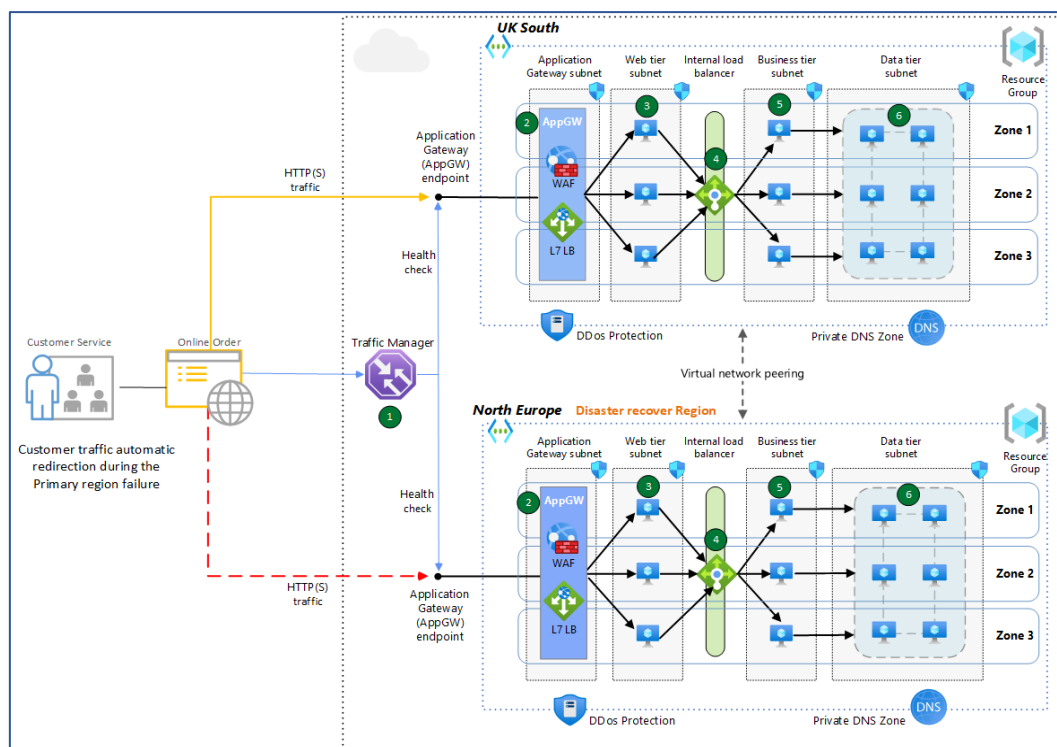 UK South
Application
Gateway subnet
Web tier
subnet
Internal load
balancer
Business tier
subnet
Data tier
subnet
Resource
Group
2
AppGW
WAF
L7 LB
3
4
5
6
Zone 1
Zone 2
Zone 3
Application
Gateway
(AppGW)
endpoint
HTTP(S)
traffic
Health
check
DDos Protection
Private DNS Zone
DNS
Customer Service
Online Order
Traffic Manager
1
Virtual network peering
Customer traffic automatic
redirection during the
Primary region failure
North Europe
Disaster recover Region
Application
Gateway subnet
Web tier
subnet
Internal load
balancer
Business tier
subnet
Data tier
subnet
Resource
Group
2
AppGW
WAF
L7 LB
3
4
5
6
Zone 1
Zone 2
Zone 3
Health
check
HTTP(S)
traffic
Application
Gateway
(AppGW)
endpoint
DDos Protection
Private DNS Zone
DNS